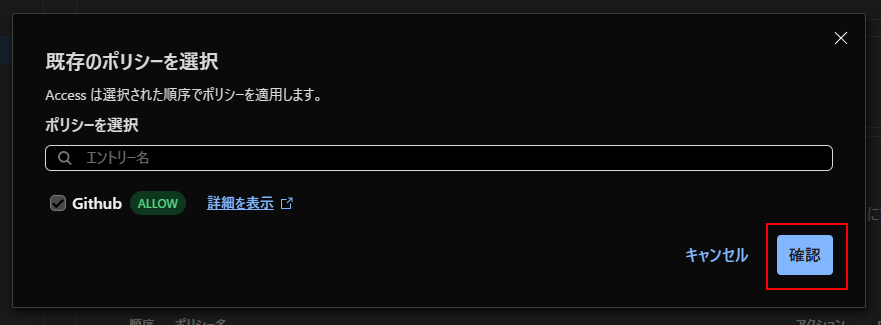 既存のポリシーを選択
Access は選択された順序でポリシーを適用します。
ポリシーを選択
エントリー名
Github ALLOW 詳細を表示
に
キャンセル 確認
順序 ポリシー名 アクション